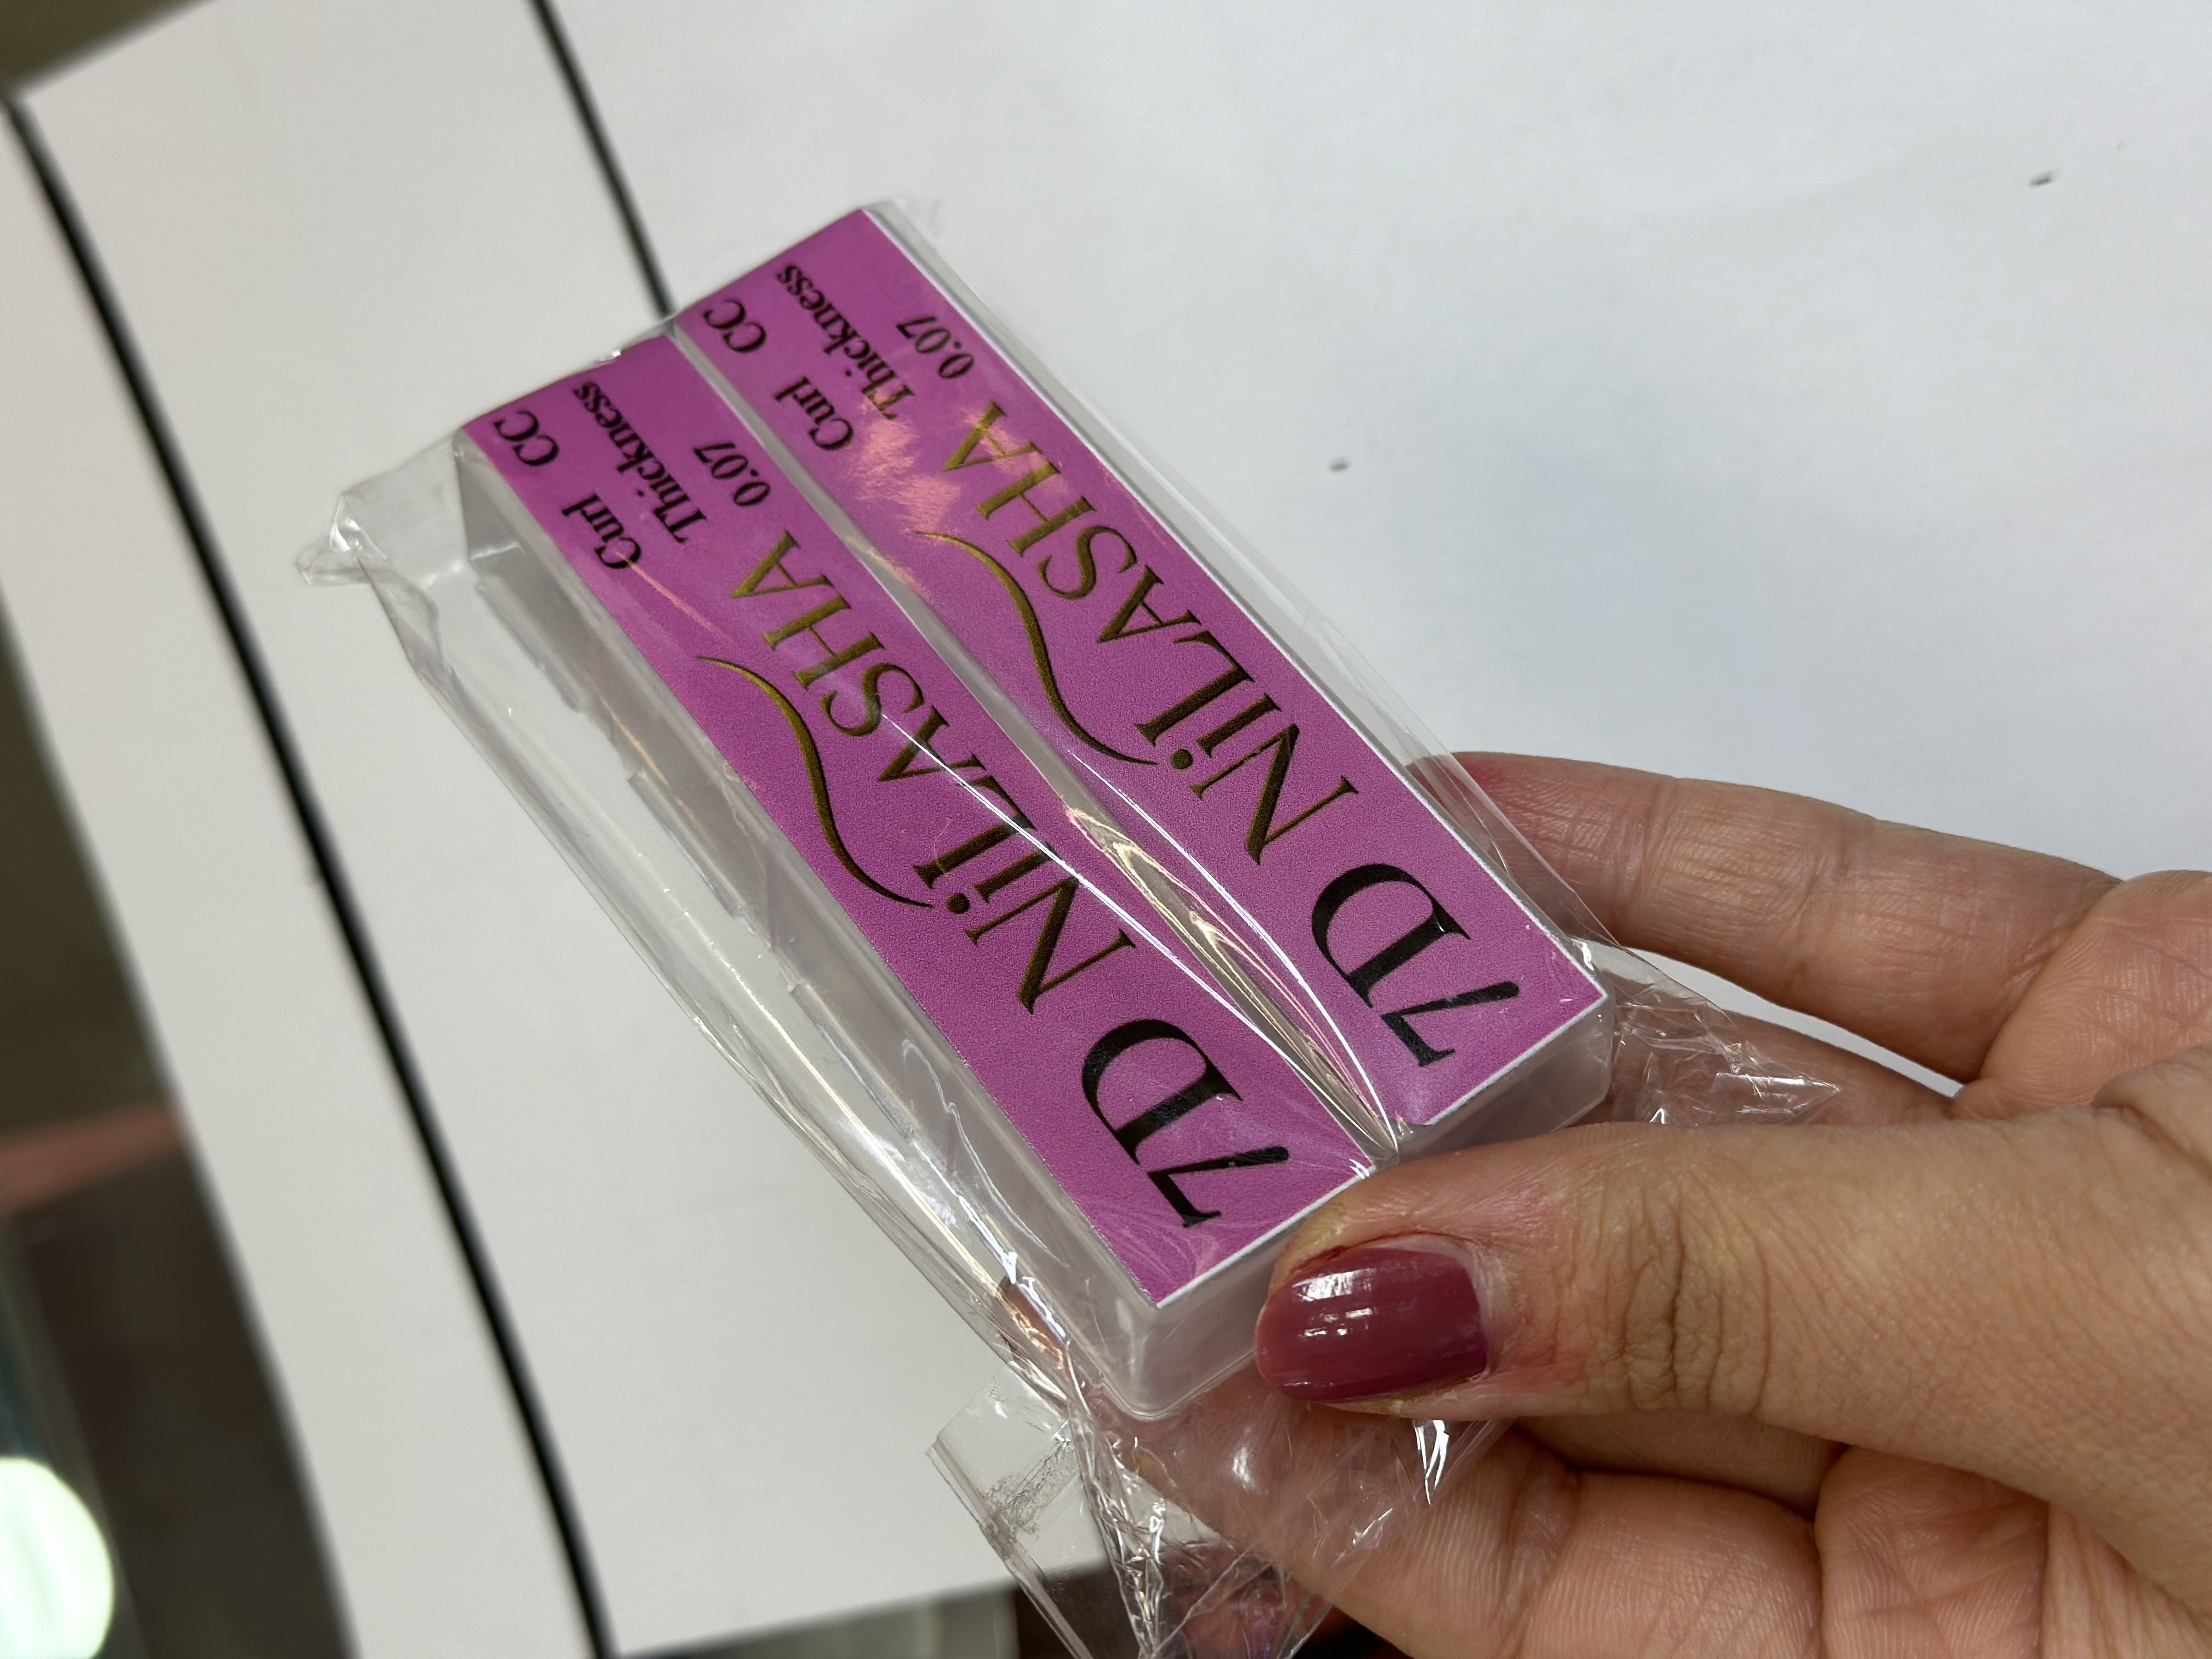 7D NiLASHA Curl CC
Thickness
0.07
7D NiLASHA Curl CC
Thickness
0.07